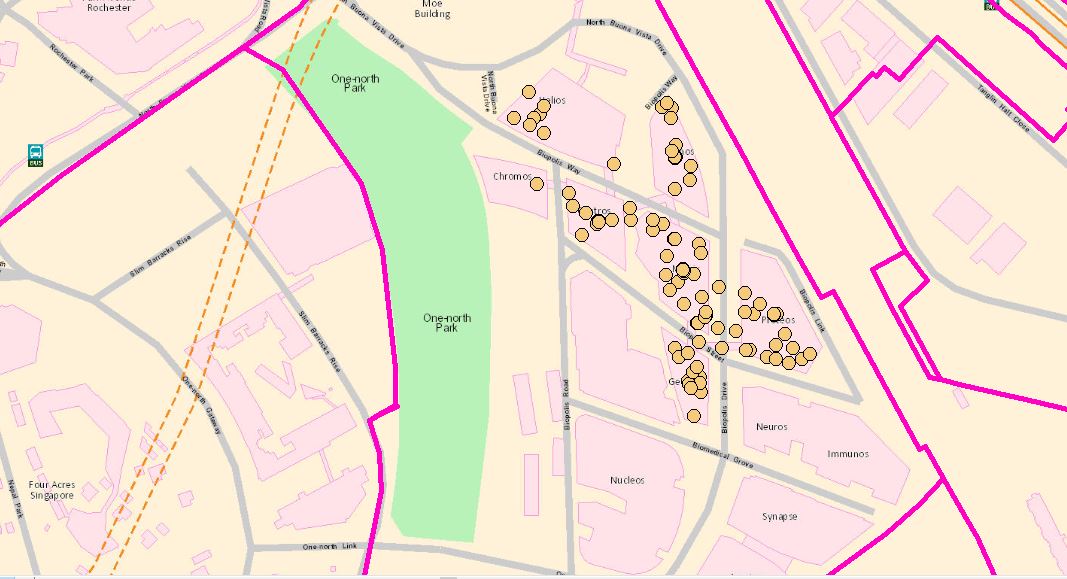 Rochester
Moe
Building
North Buona Vista Drive
Rochester Park
One-north
Park
North Buona
Vista Drive
Biopolis Way
Tanglin Halt Close
BUS
Biopolis Way
Chromos
Slim Barracks Rise
Biopolis Link
Proteos
One-north
Park
Slim Barracks Rise
Biopolis Street
One-north Gateway
Biopolis Road
Biopolis Drive
Neuros
Immunos
Biomedical Grove
Nucleos
Four Acres
Singapore
Nepal Park
Synapse
One-north Link